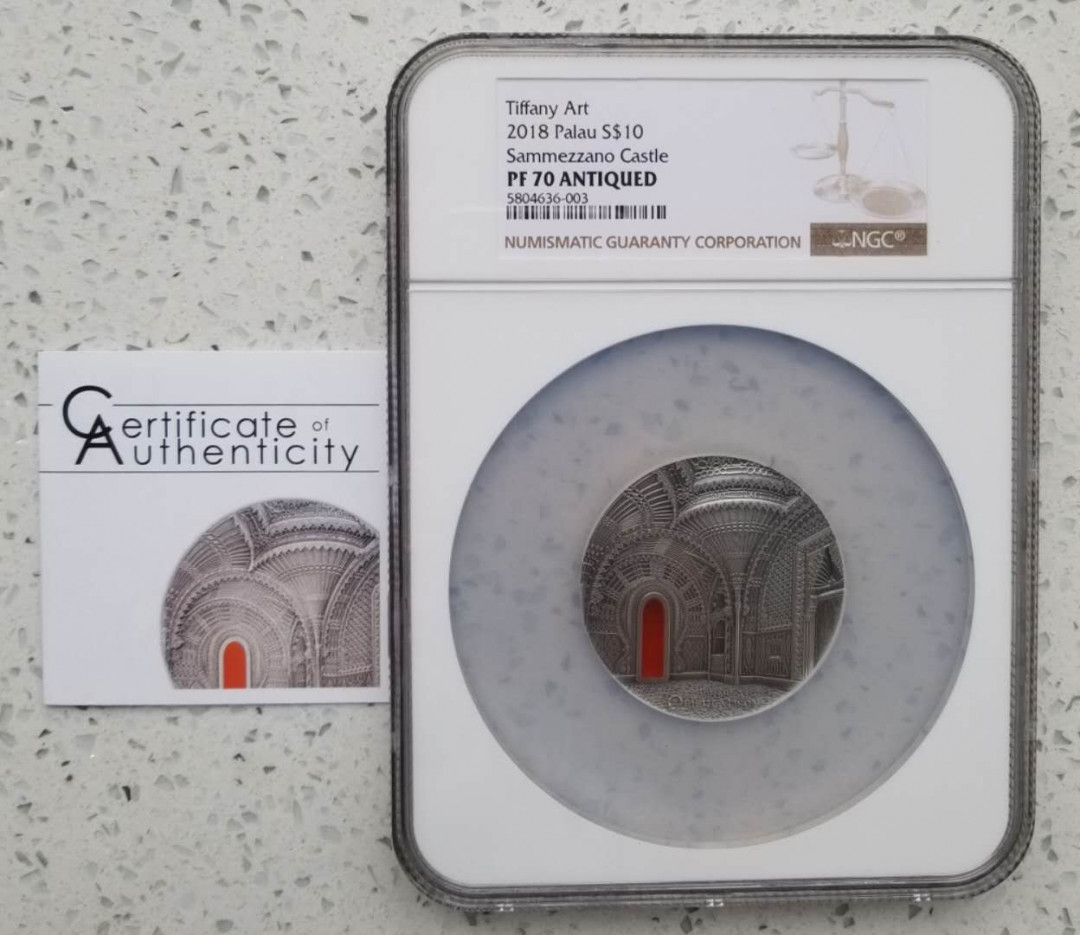 Tiffany Art
2018 Palau S$10
Sammezzano Castle
PF 70 ANTIQUED
5804636-003
NUMISMATIC GUARANTY CORPORATION
NGC®
Certificate of
Authenticity